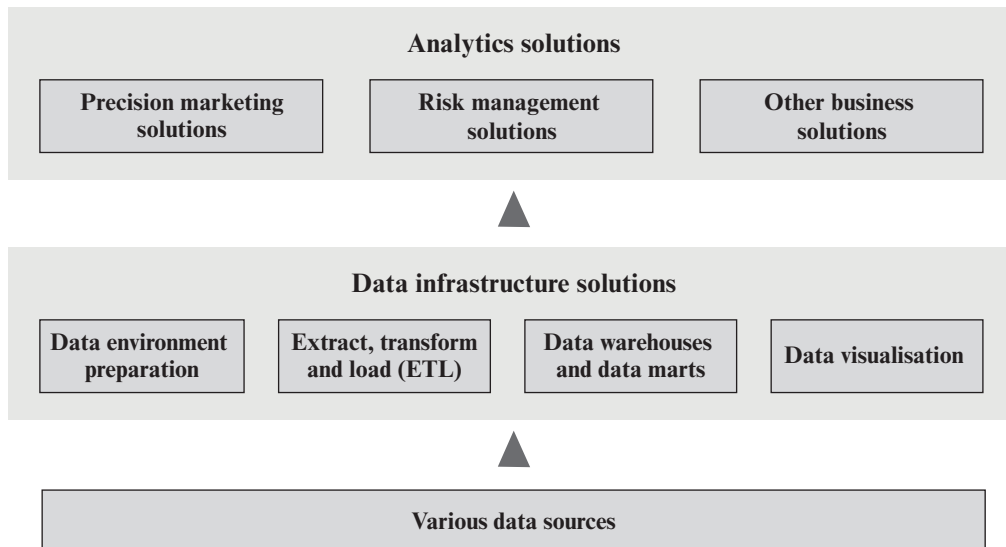 Analytics solutions
Precision marketing
solutions
Risk management
solutions
Other business
solutions
Data infrastructure solutions
Data environment
preparation
Extract, transform
and load (ETL)
Data warehouses
and data marts
Data visualisation
Various data sources